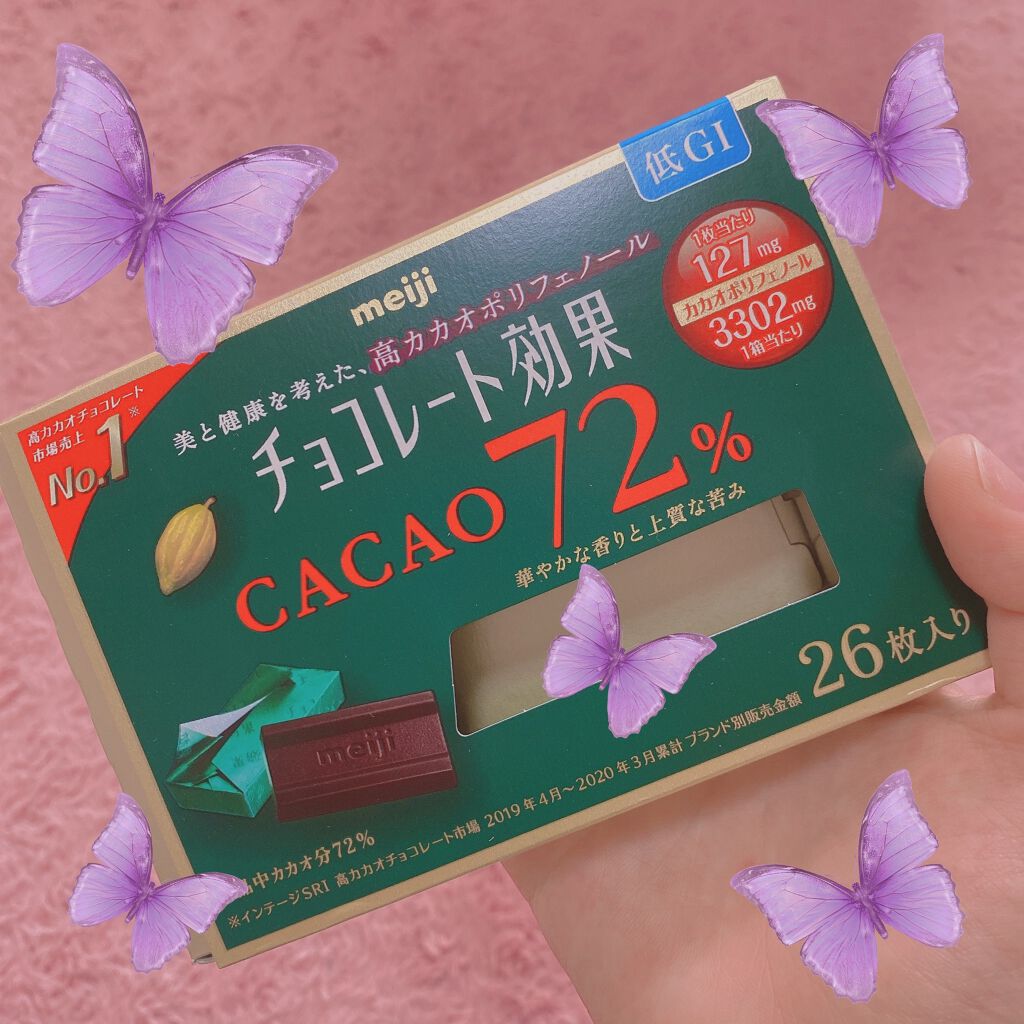 低GI
meiji
美と健康を考えた、高カカオポリフェノール
チョコレート効果
CACAO 72%
華やかな香りと上質な苦み
1枚当たり
127mg
カカオポリフェノール
3302mg
1箱当たり
高カカオチョコレート
市場売上
No.1※
meiji
26枚入り
品中カカオ分72%
※インテージSRI 高カカオチョコレート市場 2019年4月〜2020年3月累計 ブランド別販売金額